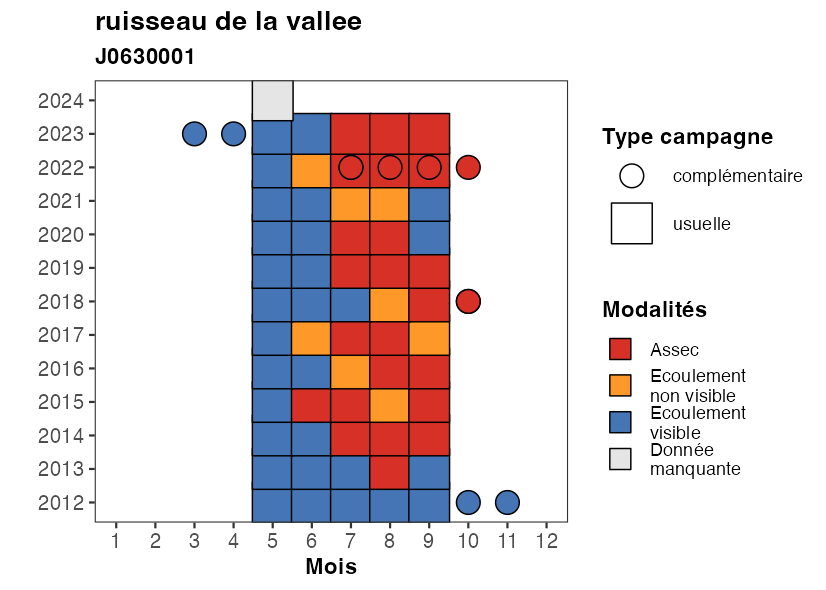 ruisseau de la vallee
J0630001
2024
2023
2022
2021
2020
2019
2018
2017
2016
2015
2014
2013
2012
1 2 3 4 5 6 7 8 9 10 11 12
Mois
Type campagne
complémentaire
usuelle
Modalités
Assec
Ecoulement
non visible
Ecoulement
visible
Donnée
manquante